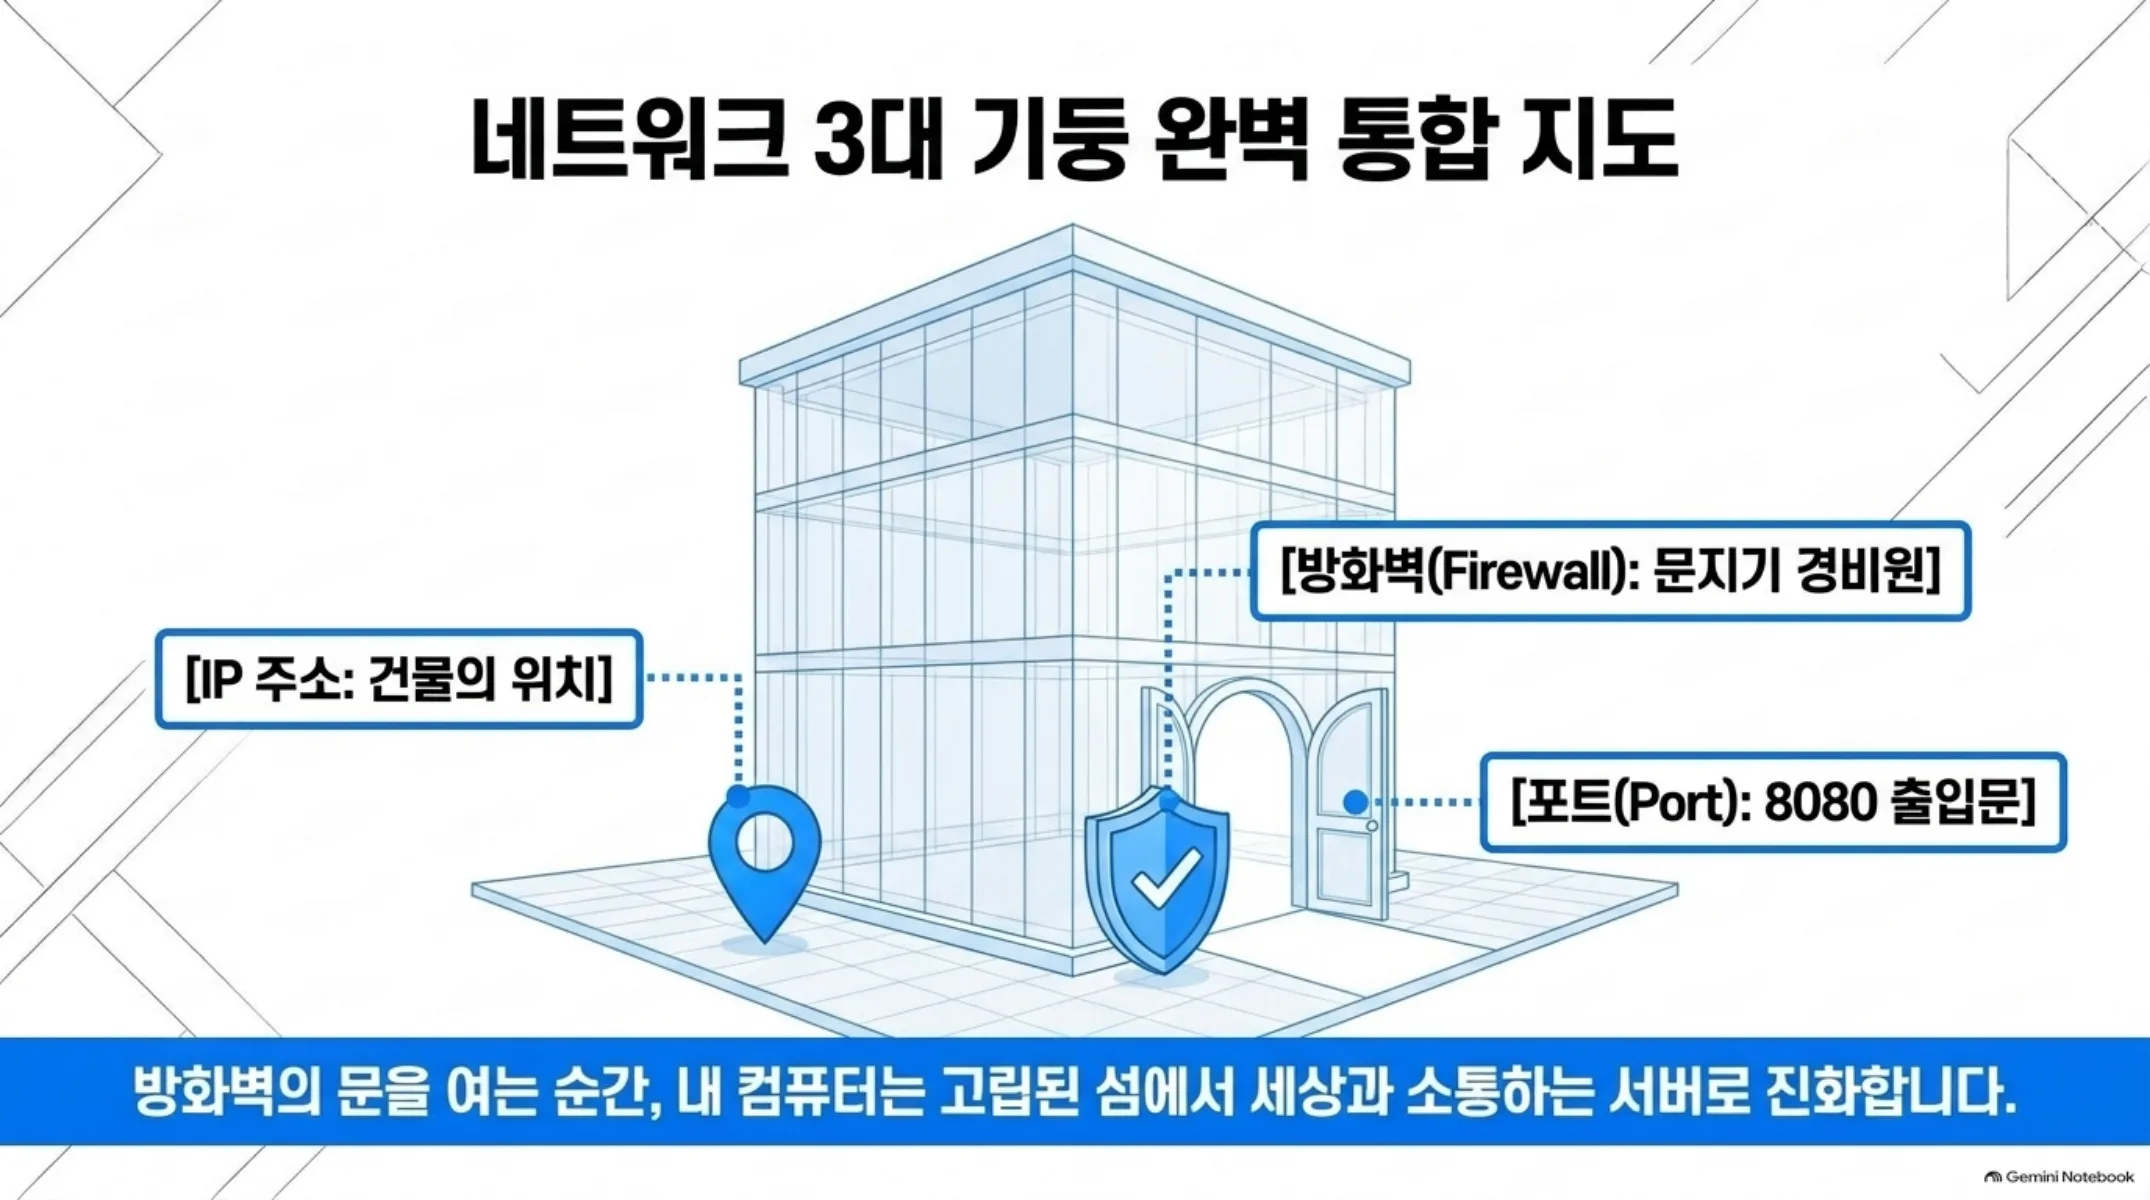 네트워크 3대 기둥 완벽 통합 지도
[방화벽(Firewall): 문지기 경비원]
[IP 주소: 건물의 위치]
[포트(Port): 8080 출입문]
방화벽의 문을 여는 순간, 내 컴퓨터는 고립된 섬에서 세상과 소통하는 서버로 진화합니다.
Gemini Notebook